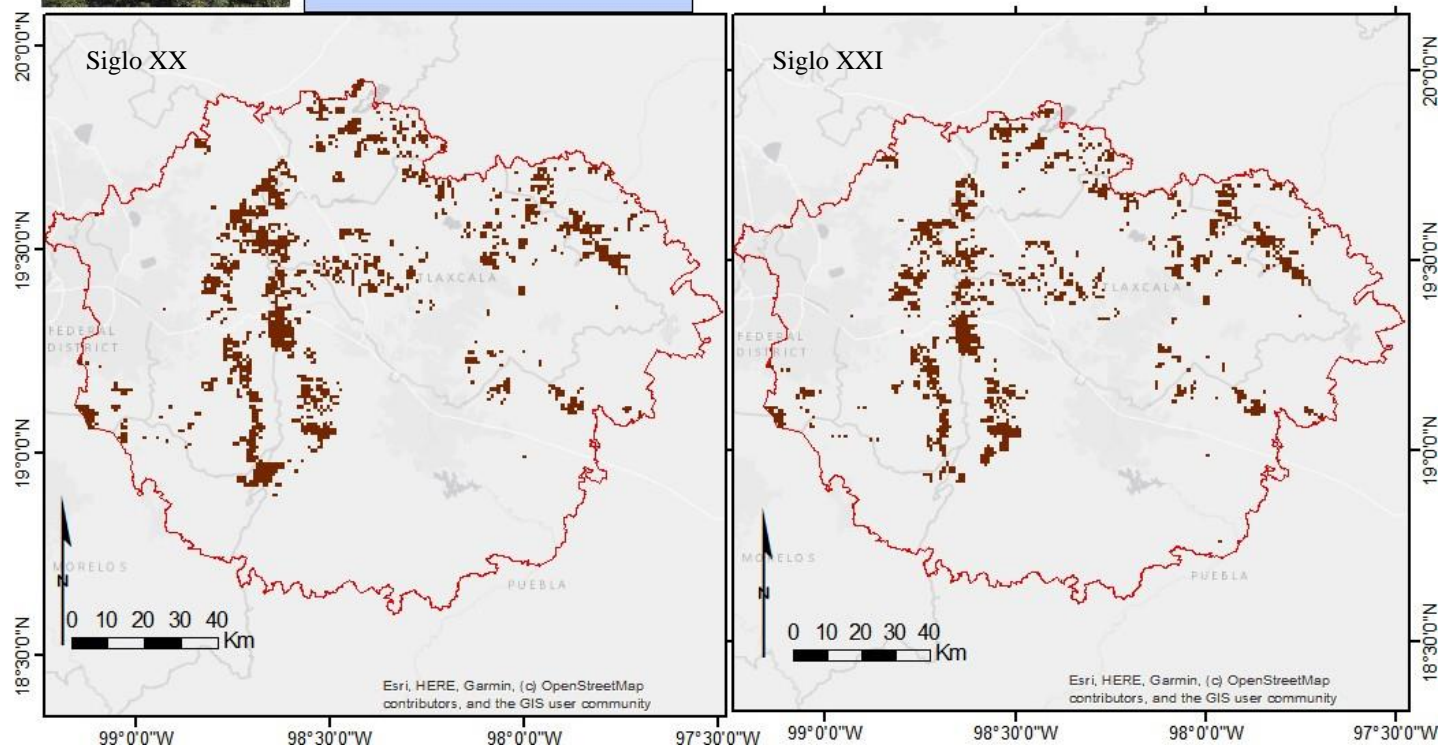 Siglo XX
20°0'0"N
19°30'0"N
19°0'0"N
18°30'0"N
TLAXCALA
FEDERAL
DISTRICT
MORELOS
PUEBLA
N
0 10 20 30 40
Km
Esri, HERE, Garmin, (c) OpenStreetMap
contributors, and the GIS user community
99°0'0"W 98°30'0"W 98°0'0"W 97°30'0"W
Siglo XXI
20°0'0"N
19°30'0"N
19°0'0"N
18°30'0"N
TLAXCALA
FEDERAL
DISTRICT
MORELOS
PUEBLA
N
0 10 20 30 40
Km
Esri, HERE, Garmin, (c) OpenStreetMap
contributors, and the GIS user community
99°0'0"W 98°30'0"W 98°0'0"W 97°30'0"W